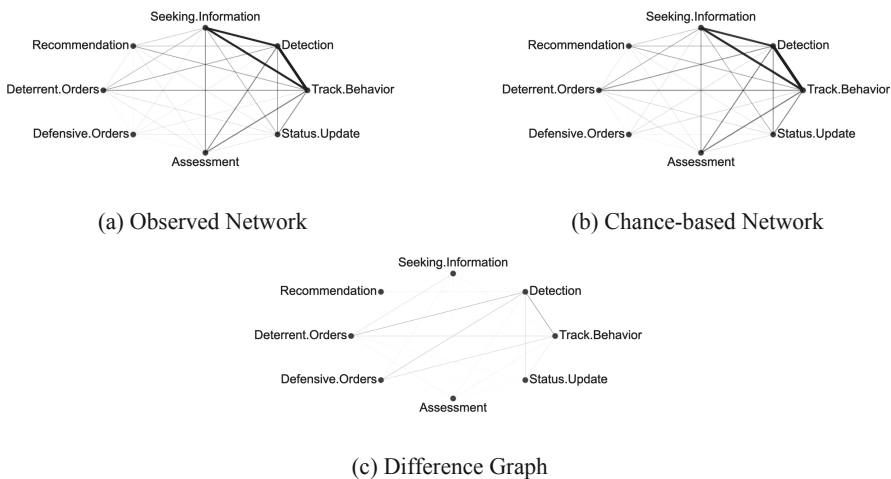 Seeking.Information
Recommendation
Detection
Deterrent.Orders
Track.Behavior
Defensive.Orders
Status.Update
Assessment
(a) Observed Network
Seeking.Information
Recommendation
Detection
Deterrent.Orders
Track.Behavior
Defensive.Orders
Status.Update
Assessment
(b) Chance-based Network
Seeking.Information
Recommendation
Detection
Deterrent.Orders
Track.Behavior
Defensive.Orders
Status.Update
Assessment
(c) Difference Graph